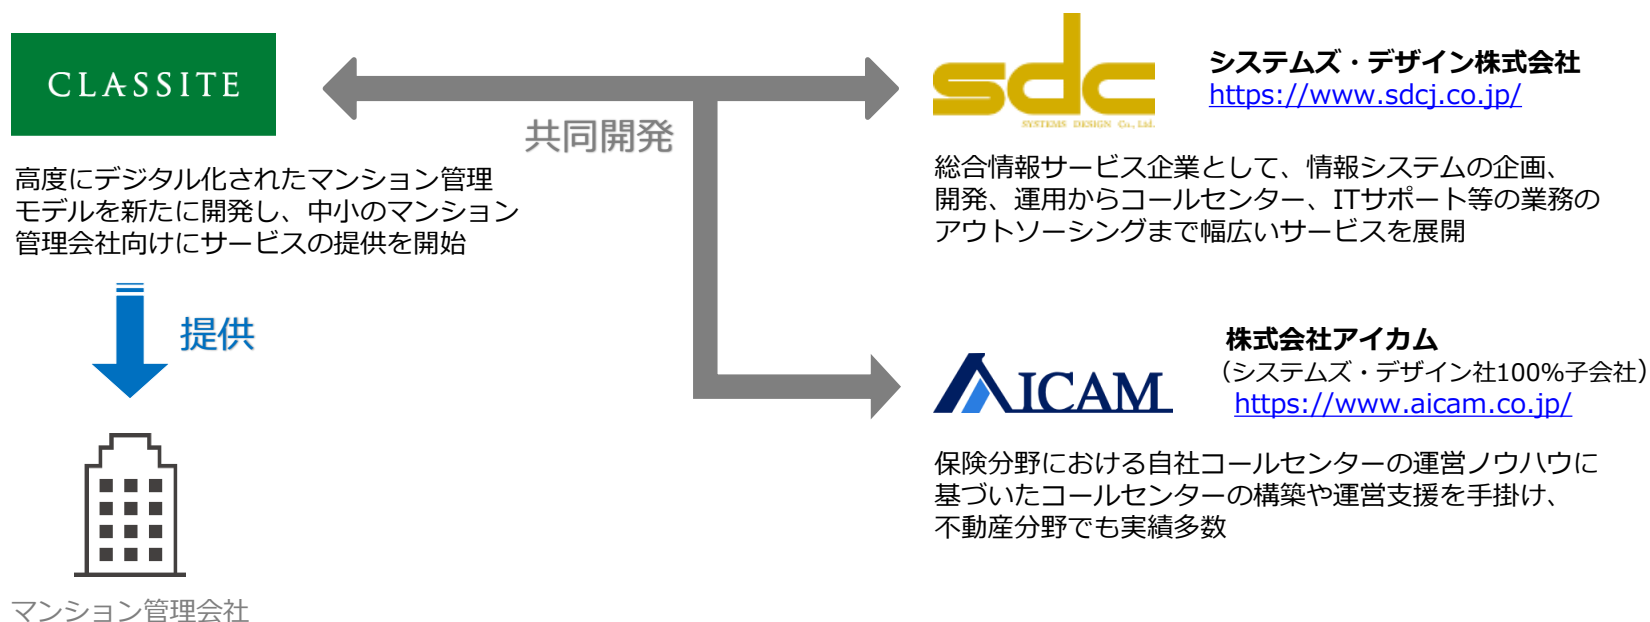 CLASSITE
共同開発
高度にデジタル化されたマンション管理
モデルを新たに開発し、中小のマンション
管理会社向けにサービスの提供を開始
提供
マンション管理会社
sdc
SYSTEMS DESIGN Co., Ltd.
システムズ・デザイン株式会社
https://www.sdcj.co.jp/
総合情報サービス企業として、情報システムの企画、
開発、運用からコールセンター、ITサポート等の業務の
アウトソーシングまで幅広いサービスを展開
AICAM
株式会社アイカム
（システムズ・デザイン社100%子会社）
https://www.aicam.co.jp/
保険分野における自社コールセンターの運営ノウハウに
基づいたコールセンターの構築や運営支援を手掛け、
不動産分野でも実績多数